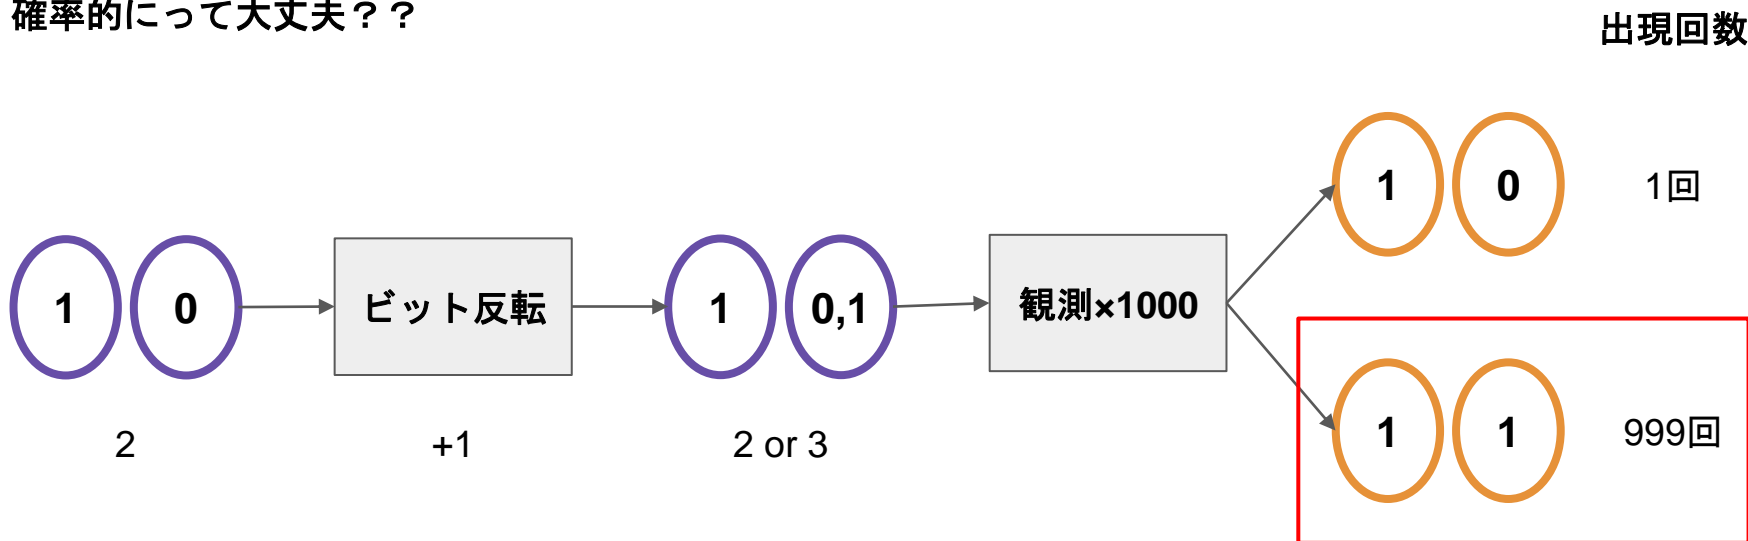 確率的にって大丈夫？？
出現回数
1 0 1回
1 0 ビット反転 1 0,1 観測×1000
2 +1 2 or 3
1 1 999回